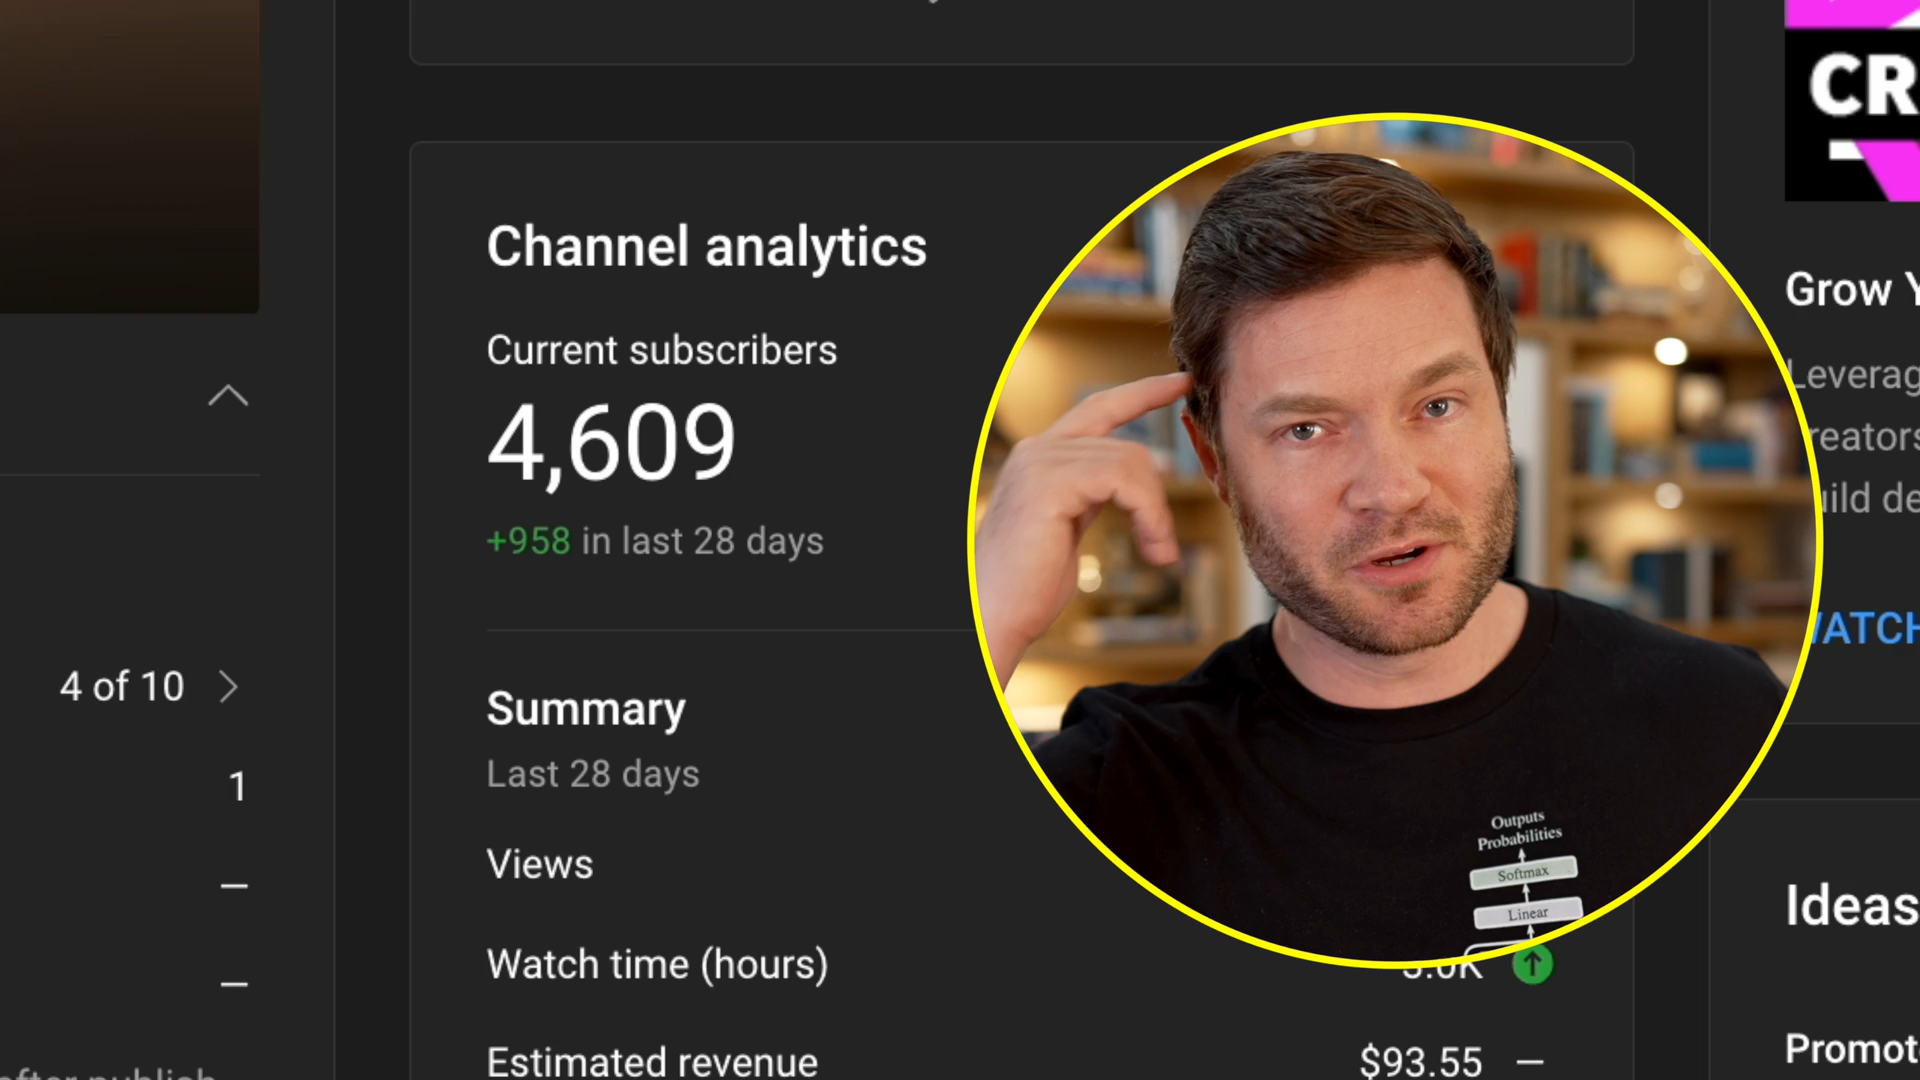 Channel analytics
Current subscribers
4,609
+958 in last 28 days
Summary
Last 28 days
Views
Watch time (hours)
Estimated revenue
$93.55 —
4 of 10
1
—
—
Outputs
Probabilities
Softmax
Linear
CR
Grow
Ideas